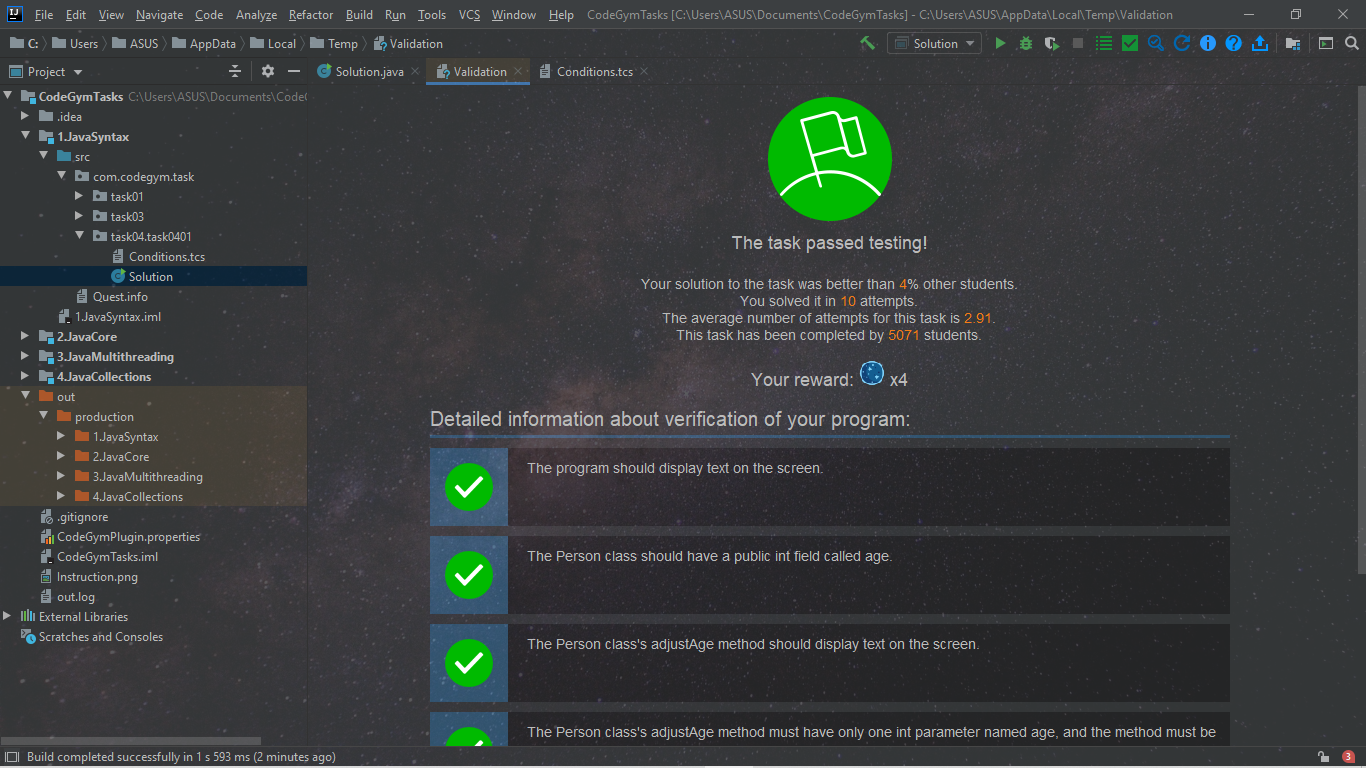 File Edit View Navigate Code Analyze Refactor Build Run Tools VCS Window Help CodeGymTasks [C:\Users\ASUS\Documents\CodeGymTasks] - C:\Users\ASUS\AppData\Local\Temp\Validation
C: Users ASUS AppData Local Temp Validation Solution
Project Solution.java Validation Conditions.tcs
CodeGymTasks C:\Users\ASUS\Documents\Code
.idea
1.JavaSyntax
src
com.codegym.task
task01
task03
task04.task0401
Conditions.tcs
Solution
Quest.info
1.JavaSyntax.iml
2.JavaCore
3.JavaMultithreading
4.JavaCollections
out
production
1.JavaSyntax
2.JavaCore
3.JavaMultithreading
4.JavaCollections
.gitignore
CodeGymPlugin.properties
CodeGymTasks.iml
Instruction.png
out.log
External Libraries
Scratches and Consoles
The task passed testing!
Your solution to the task was better than 4% other students.
You solved it in 10 attempts.
The average number of attempts for this task is 2.91.
This task has been completed by 5071 students.
Your reward: x4
Detailed information about verification of your program:
The program should display text on the screen.
The Person class should have a public int field called age.
The Person class's adjustAge method should display text on the screen.
The Person class's adjustAge method must have only one int parameter named age, and the method must be
Build completed successfully in 1 s 593 ms (2 minutes ago) 3